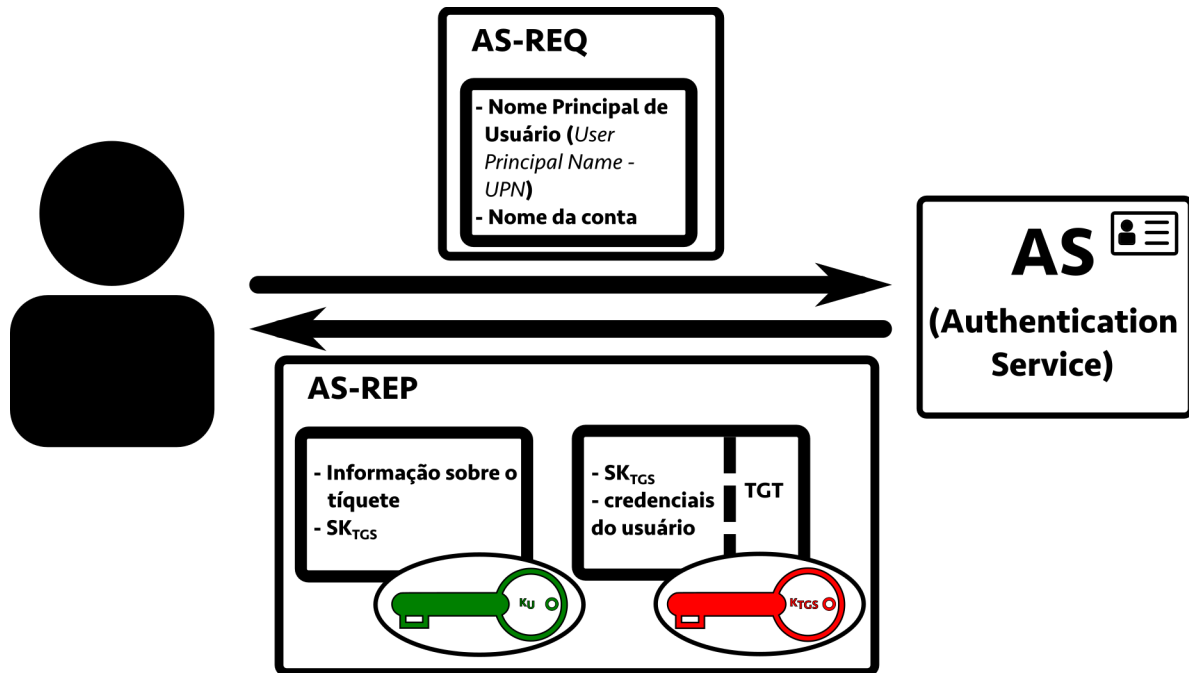 AS-REQ
- Nome Principal de
Usuário (User
Principal Name -
UPN)
- Nome da conta
AS
(Authentication
Service)
AS-REP
- Informação sobre o
tíquete
- SKTGS
- SKTGS
- credenciais
do usuário
TGT
KU
KTGS